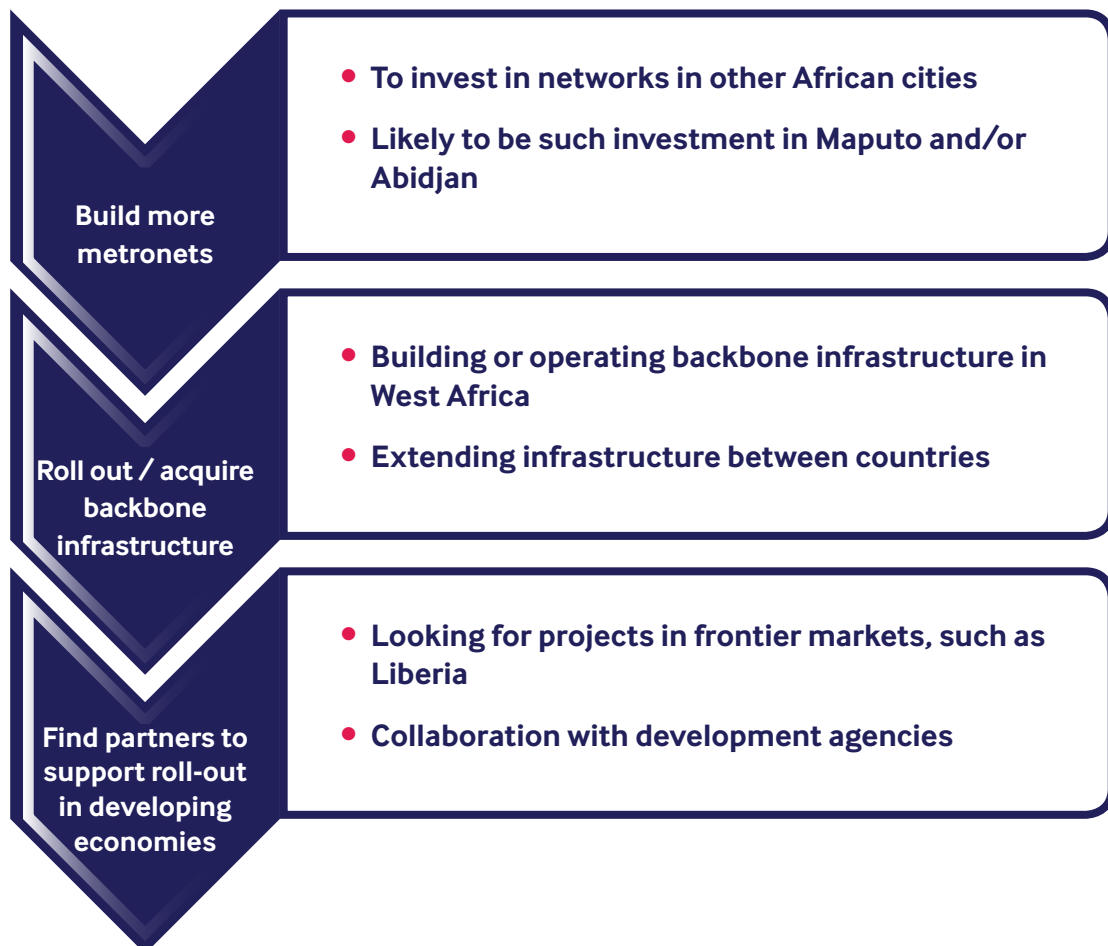 Build more
metronets
• To invest in networks in other African cities
• Likely to be such investment in Maputo and/or
Abidjan
Roll out / acquire
backbone
infrastructure
• Building or operating backbone infrastructure in
West Africa
• Extending infrastructure between countries
Find partners to
support roll-out
in developing
economies
• Looking for projects in frontier markets, such as
Liberia
• Collaboration with development agencies